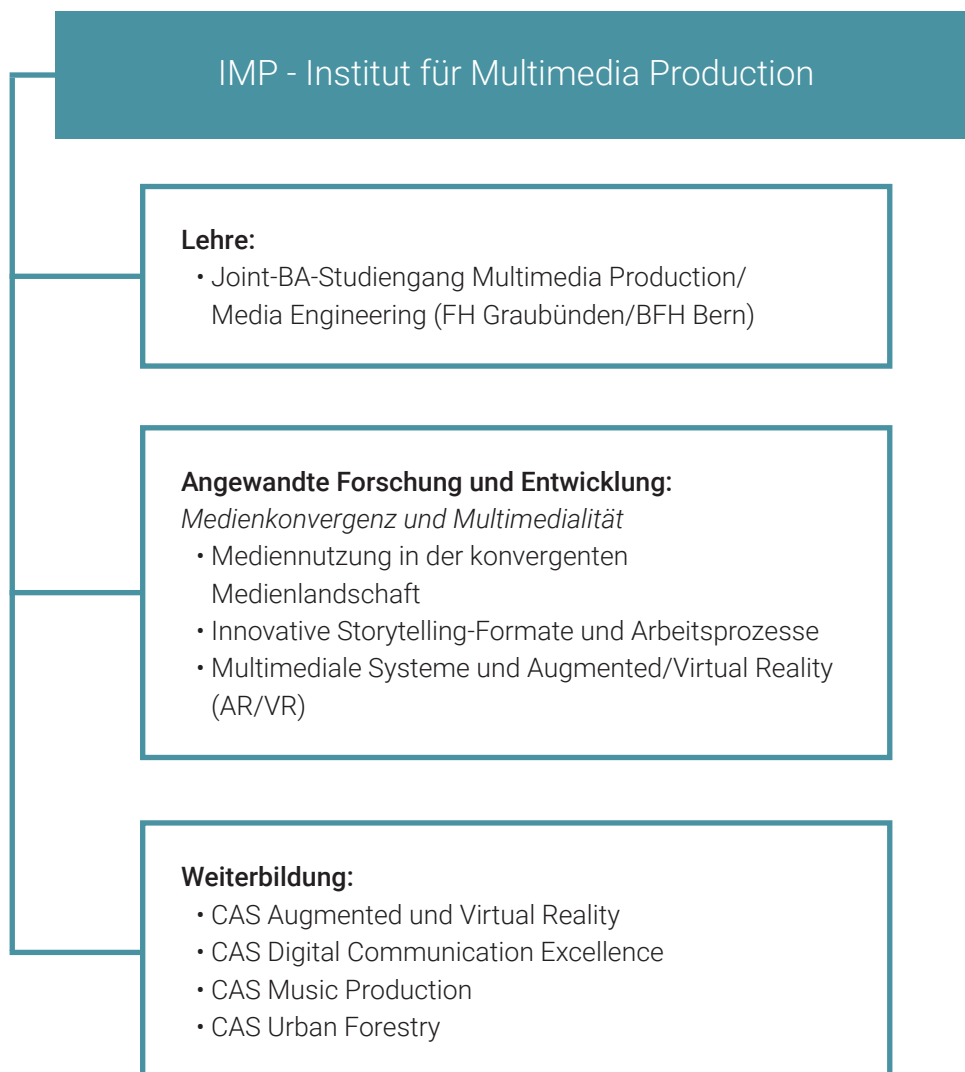 IMP - Institut für Multimedia Production
Lehre:
• Joint-BA-Studiengang Multimedia Production/
Media Engineering (FH Graubünden/BFH Bern)
Angewandte Forschung und Entwicklung:
Medienkonvergenz und Multimedialität
• Mediennutzung in der konvergenten
Medienlandschaft
• Innovative Storytelling-Formate und Arbeitsprozesse
• Multimediale Systeme und Augmented/Virtual Reality
(AR/VR)
Weiterbildung:
• CAS Augmented und Virtual Reality
• CAS Digital Communication Excellence
• CAS Music Production
• CAS Urban Forestry